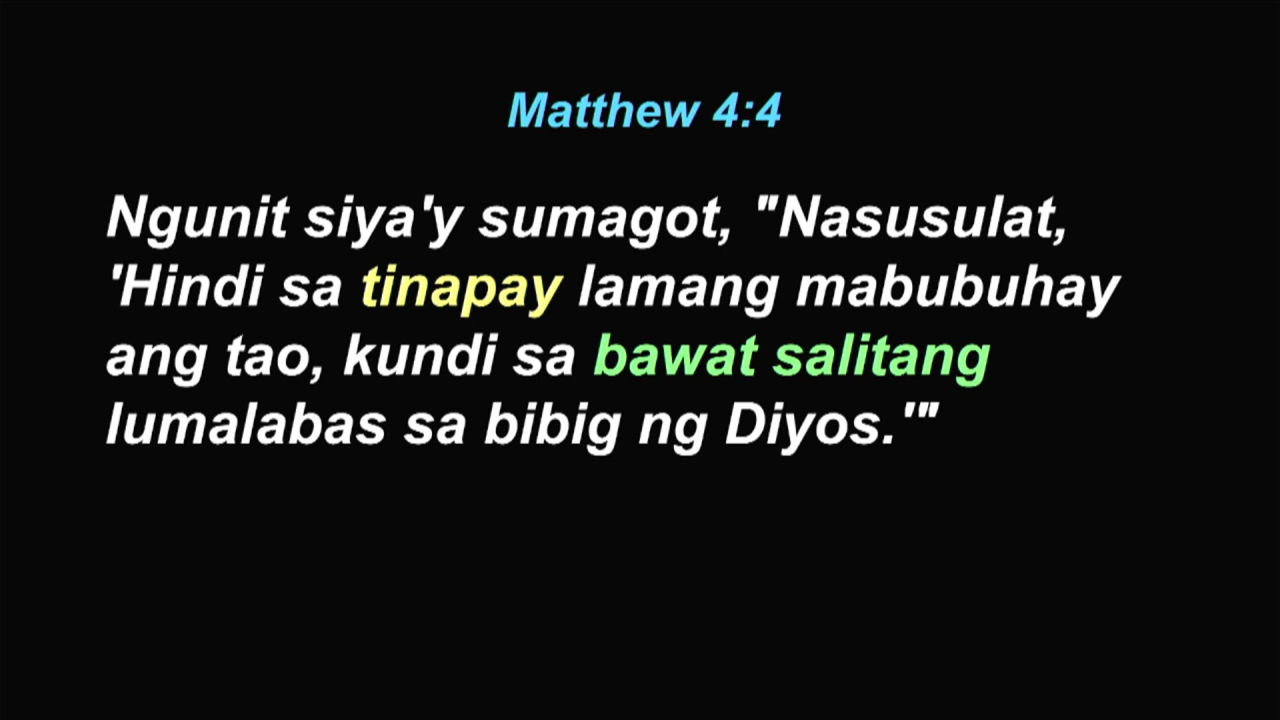 Matthew 4:4
Ngunit siya'y sumagot, "Nasusulat,
'Hindi sa tinapay lamang mabubuhay
ang tao, kundi sa bawat salitang
lumalabas sa bibig ng Diyos.'"